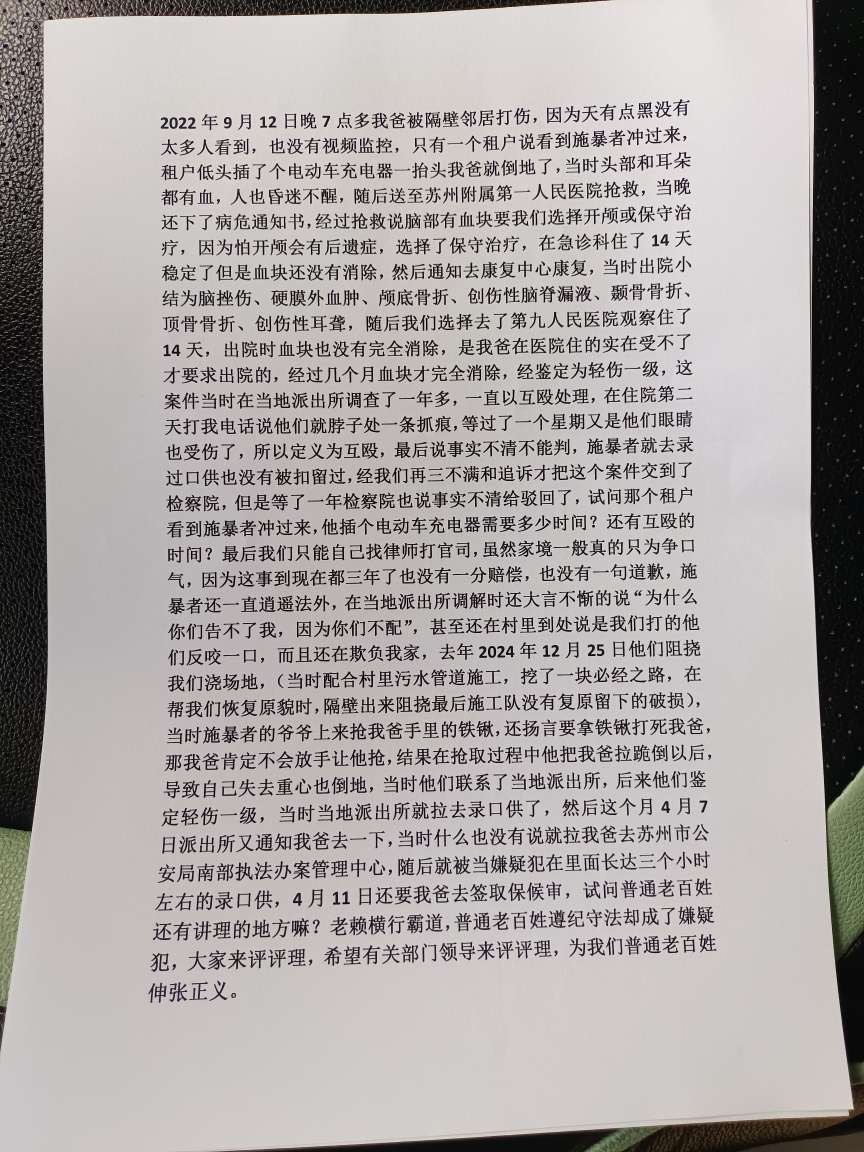 2022 年 9 月 12 日晚 7 点多我爸被隔壁邻居打伤，因为天有点黑没有
太多人看到，也没有视频监控，只有一个租户说看到施暴者冲过来，
租户低头插了个电动车充电器一抬头我爸就倒地了，当时头部和耳朵
都有血，人也昏迷不醒，随后送至苏州附属第一人民医院抢救，当晚
还下了病危通知书，经过抢救说脑部有血块要我们选择开颅或保守治
疗，因为怕开颅会有后遗症，选择了保守治疗，在急诊科住了 14 天
稳定了但是血块还没有消除，然后通知去康复中心康复，当时出院小
结为脑挫伤、硬膜外血肿、颅底骨折、创伤性脑脊漏液、颞骨骨折、
顶骨骨折、创伤性耳聋，随后我们选择去了第九人民医院观察住了
14 天，出院时血块也没有完全消除，是我爸在医院住的实在受不了
才要求出院的，经过几个月血块才完全消除，经鉴定为轻伤一级，这
案件当时在当地派出所调查了一年多，一直以互殴处理，在住院第二
天打我电话说他们就脖子处一条抓痕，等过了一个星期又是他们眼睛
也受伤了，所以定义为互殴，最后说事实不清不能判，施暴者就去录
过口供也没有被扣留过，经我们再三不满和追诉才把这个案件交到了
检察院，但是等了一年检察院也说事实不清给驳回了，试问那个租户
看到施暴者冲过来，他插个电动车充电器需要多少时间？还有互殴的
时间？最后我们只能自己找律师打官司，虽然家境一般真的只为争口
气，因为这事到现在都三年了也没有一分赔偿，也没有一句道歉，施
暴者还一直逍遥法外，在当地派出所调解时还大言不惭的说“为什么
你们告不了我，因为你们不配”，甚至还在村里到处说是我们打的他
们反咬一口，而且还在欺负我家，去年 2024 年 12 月 25 日他们阻挠
我们浇场地，（当时配合村里污水管道施工，挖了一块必经之路，在
帮我们恢复原貌时，隔壁出来阻挠最后施工队没有复原留下的破损），
当时施暴者的爷爷上来抢我爸手里的铁锹，还扬言要拿铁锹打死我爸，
那我爸肯定不会放手让他抢，结果在抢取过程中他把我爸拉跪倒以后，
导致自己失去重心也倒地，当时他们联系了当地派出所，后来他们鉴
定轻伤一级，当时当地派出所就拉去录口供了，然后这个月 4 月 7
日派出所又通知我爸去一下，当时什么也没有说就拉我爸去苏州市公
安局南部执法办案管理中心，随后就被当嫌疑犯在里面长达三个小时
左右的录口供，4 月 11 日还要我爸去签取保候审，试问普通老百姓
还有讲理的地方嘛？老赖横行霸道，普通老百姓遵纪守法却成了嫌疑
犯，大家来评评理，希望有关部门领导来评评理，为我们普通老百姓
伸张正义。